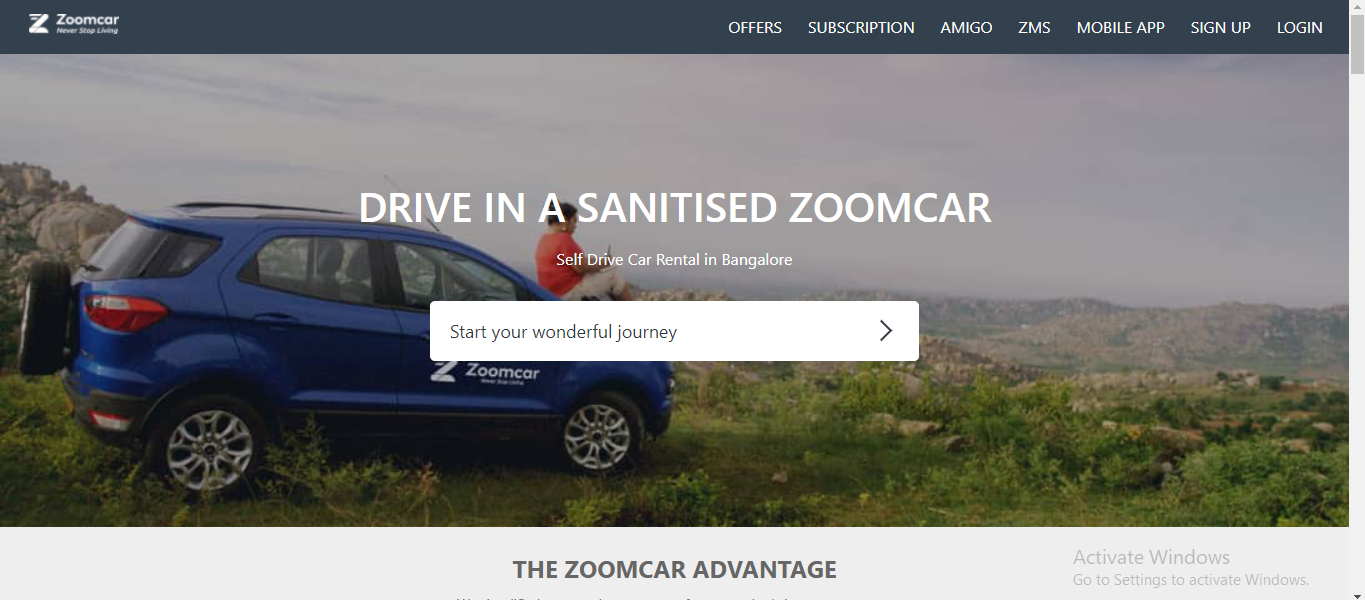 Zoomcar
Never Stop Living
OFFERS SUBSCRIPTION AMIGO ZMS MOBILE APP SIGN UP LOGIN
DRIVE IN A SANITISED ZOOMCAR
Self Drive Car Rental in Bangalore
Start your wonderful journey
Zoomcar
Never Stop Living
THE ZOOMCAR ADVANTAGE
Activate Windows
Go to Settings to activate Windows.